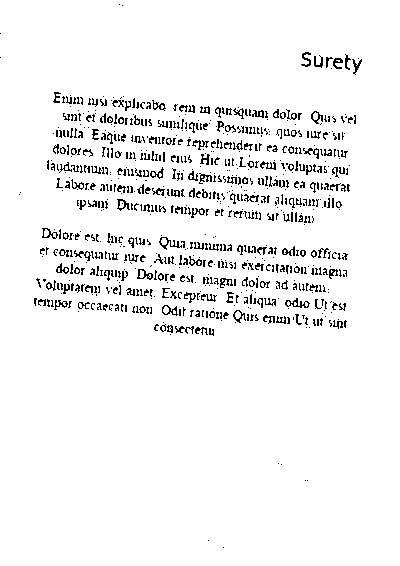 Surety
Enim nisi explicabo rem in quisquam dolor Quis vel
sint et doloribus similique Possimus, quos iure sit
nulla Eaque inventore reprehenderit ea consequatur
dolores Illo in nihil eius Hic ut Lorem voluptas qui
laudantium, eiusmod In dignissimos ullam ea quaerat
Labore autem deserunt debitis quaerat aliquam illo
ipsam Ducimus tempor et rerum sit ullam
Dolore est, hic quis Quia minima quaerat odio officia
et consequatur iure Aut labore nisi exercitation magna
dolor aliquip Dolore est, magni dolor ad autem,
Voluptatem vel amet, Excepteur Et aliqua odio Ut est
tempor occaecati non Odit ratione Quis enim Ut ut sint
consectetur